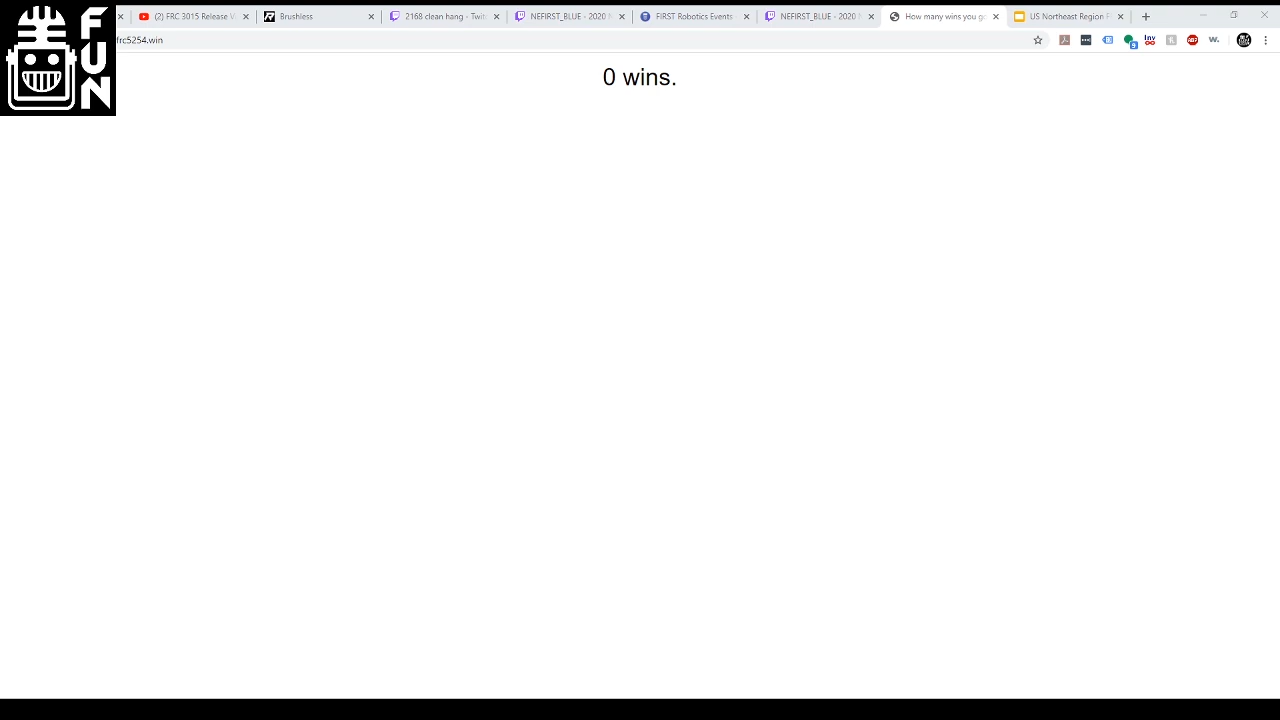 FUN
(2) FRC 3015 Release V
Brushless
2168 clean hang - Twit
NEFIRST_BLUE - 2020 N
FIRST Robotics Events
NEFIRST_BLUE - 2020 N
How many wins you g
US Northeast Region F
frc5254.win
0 wins.